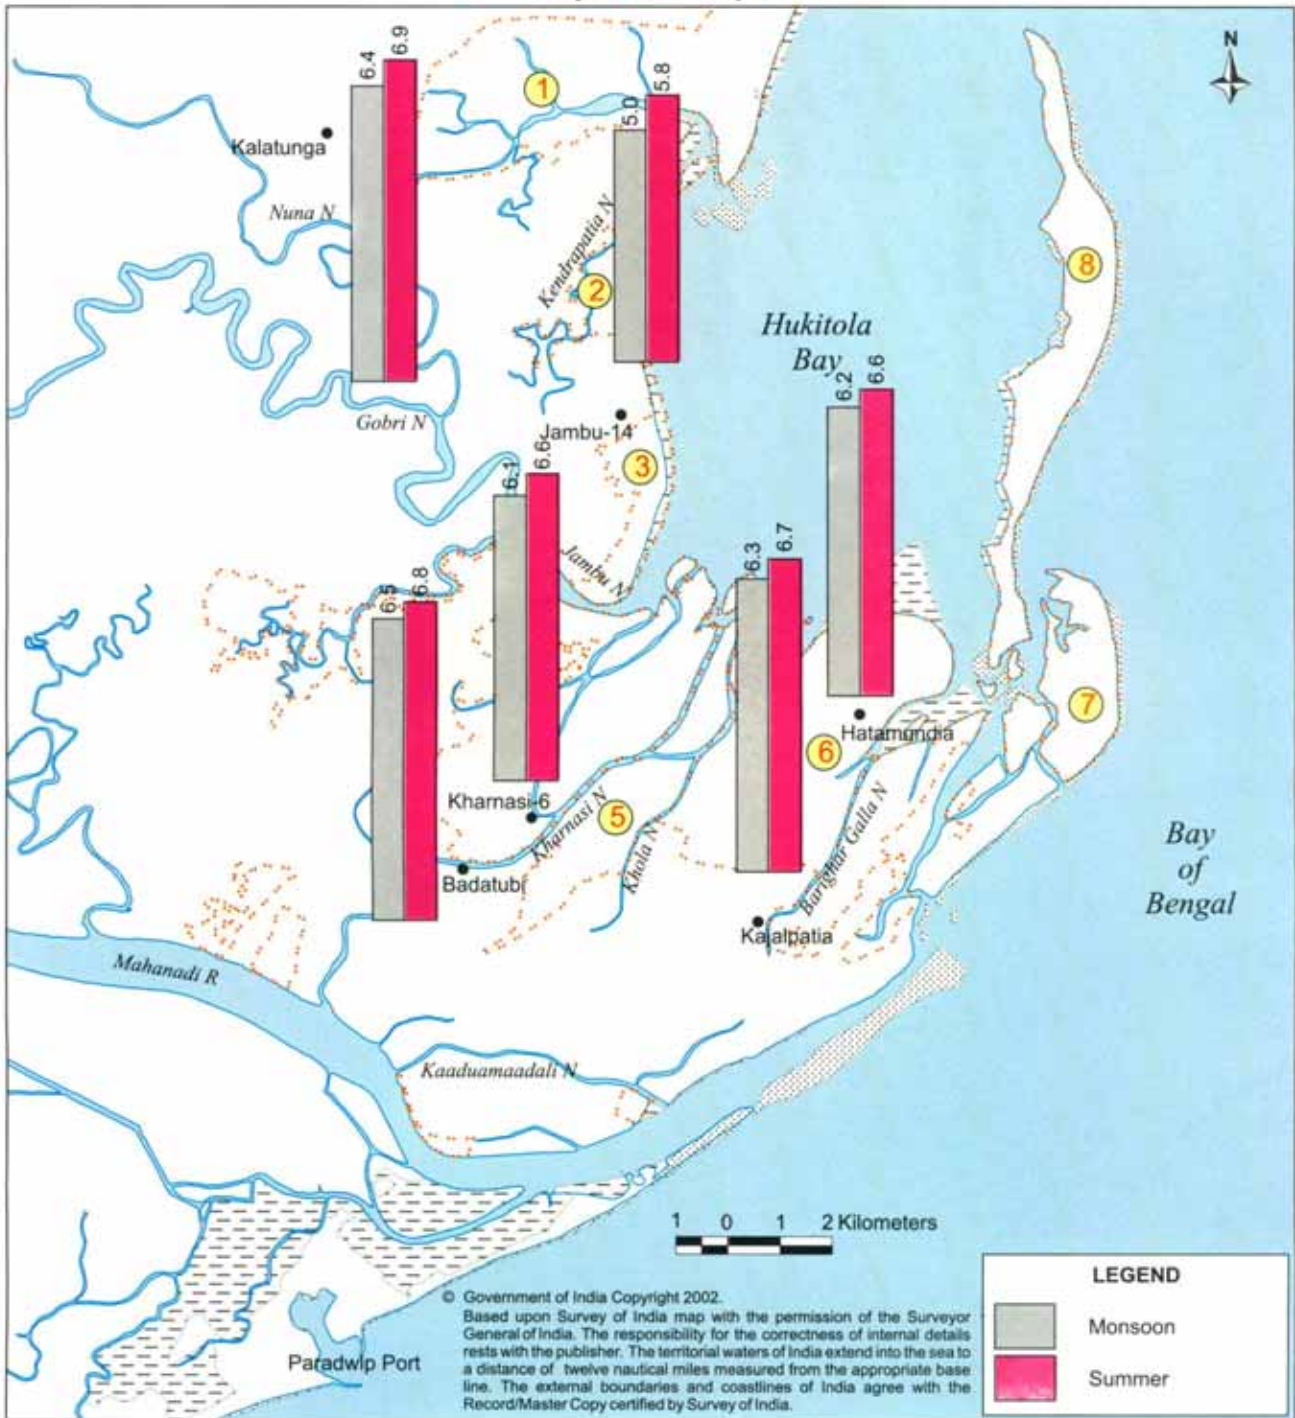 N
6.4
6.9
1
5.0
5.8
Kalatunga
Nuna N
Kendrapatia N
2
8
Hukitola
Bay
6.2
6.6
Gobri N
Jambu-14
3
6.1
6.6
Jambu N
6.3
6.7
6.5
6.8
7
Hatamundia
6
Kharnasi-6
Kharnasi N
5
Khola N
Barighar Galla N
Bay
of
Bengal
Badatubi
Kajalpatia
Mahanadi R
Kaaduamaadali N
1 0 1 2 Kilometers
LEGEND
Monsoon
Summer
Paradwip Port
© Government of India Copyright 2002.
Based upon Survey of India map with the permission of the Surveyor
General of India. The responsibility for the correctness of internal details
rests with the publisher. The territorial waters of India extend into the sea to
a distance of twelve nautical miles measured from the appropriate base
line. The external boundaries and coastlines of India agree with the
Record/Master Copy certified by Survey of India.